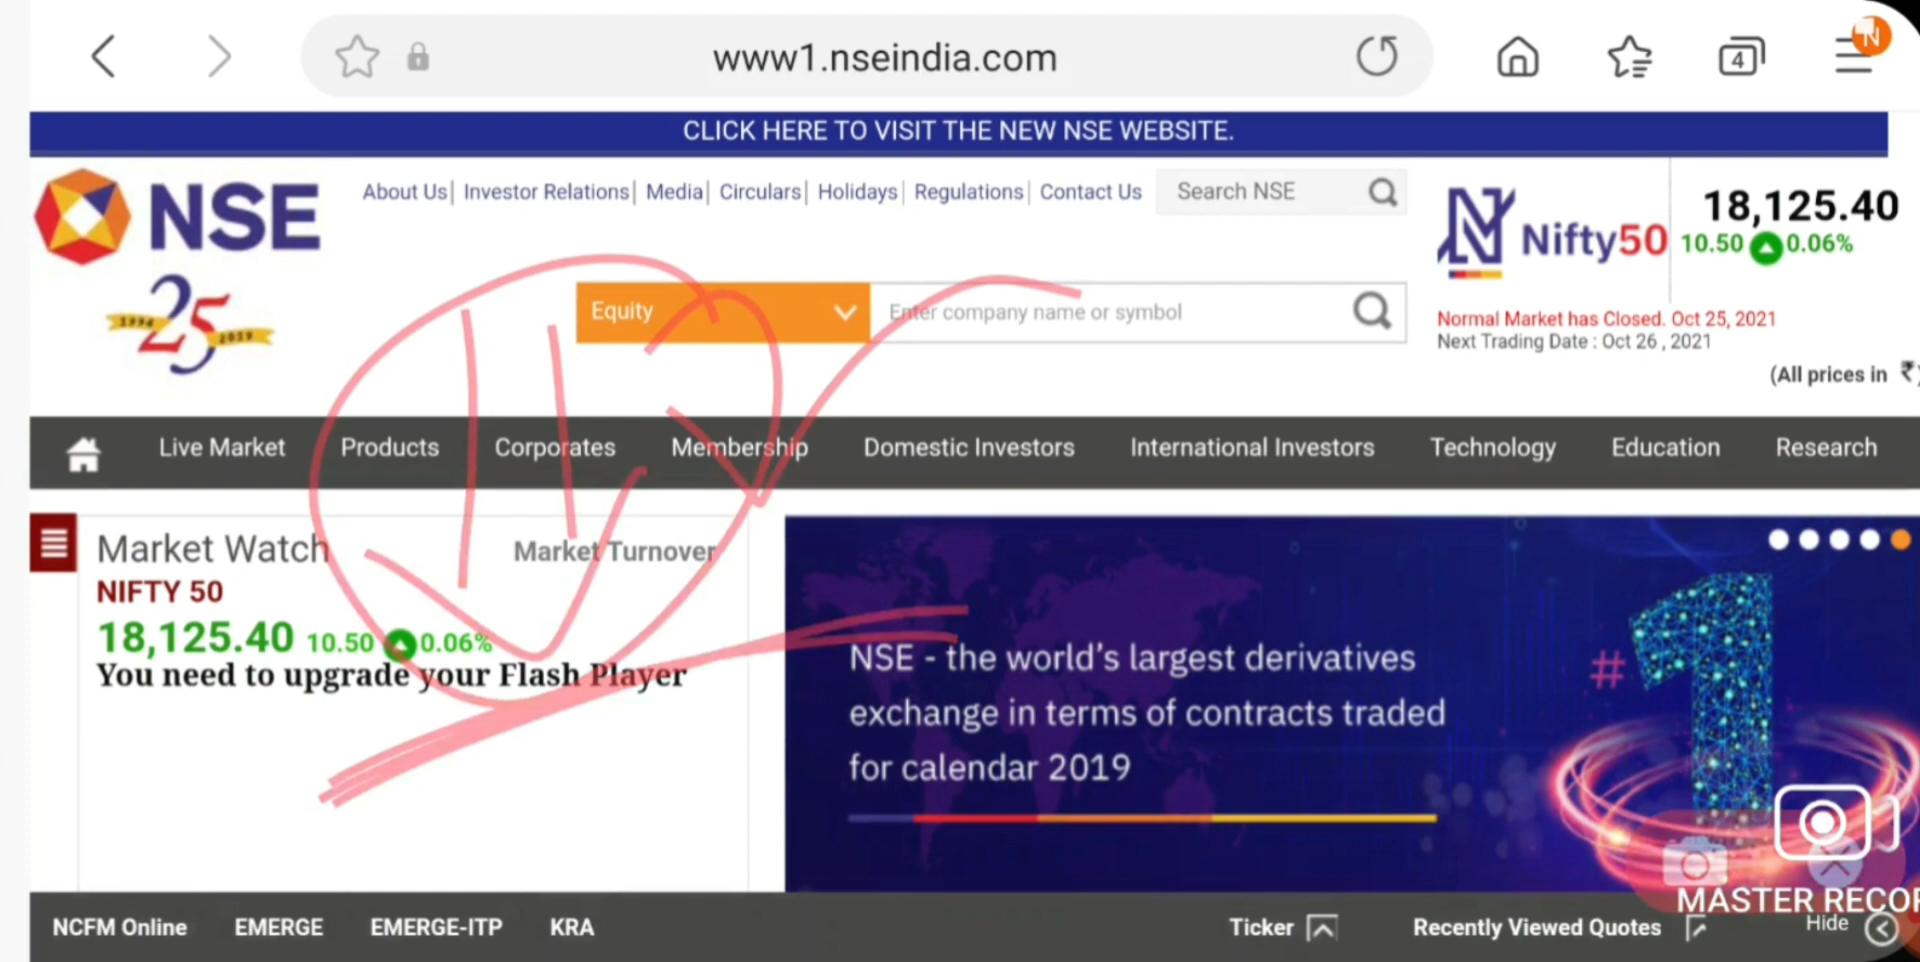 www1.nseindia.com
4
N
CLICK HERE TO VISIT THE NEW NSE WEBSITE.
NSE
About Us| Investor Relations| Media| Circulars| Holidays| Regulations| Contact Us
Search NSE
Nifty50
18,125.40
10.50 0.06%
1994 25 2019
Equity
Enter company name or symbol
Normal Market has Closed. Oct 25, 2021
Next Trading Date : Oct 26 , 2021
(All prices in ₹)
Live Market Products Corporates Membership Domestic Investors International Investors Technology Education Research
Market Watch
Market Turnover
NIFTY 50
18,125.40 10.50 0.06%
You need to upgrade your Flash Player
NSE - the world's largest derivatives
exchange in terms of contracts traded
for calendar 2019
#1
MASTER RECOR
NCFM Online EMERGE EMERGE-ITP KRA
Ticker
Recently Viewed Quotes
Hide